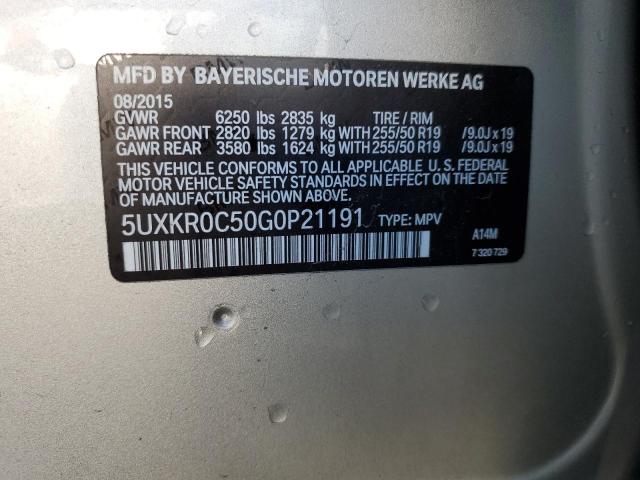 MFD BY BAYERISCHE MOTOREN WERKE AG
08/2015
GVWR 6250 lbs 2835 kg TIRE / RIM
GAWR FRONT 2820 lbs 1279 kg WITH 255/50 R19 /9.0J x 19
GAWR REAR 3580 lbs 1624 kg WITH 255/50 R19 /9.0J x 19
THIS VEHICLE CONFORMS TO ALL APPLICABLE U. S. FEDERAL
MOTOR VEHICLE SAFETY STANDARDS IN EFFECT ON THE
DATE OF MANUFACTURE SHOWN ABOVE.
5UXKR0C50G0P21191 TYPE: MPV
A14M
7 320 729